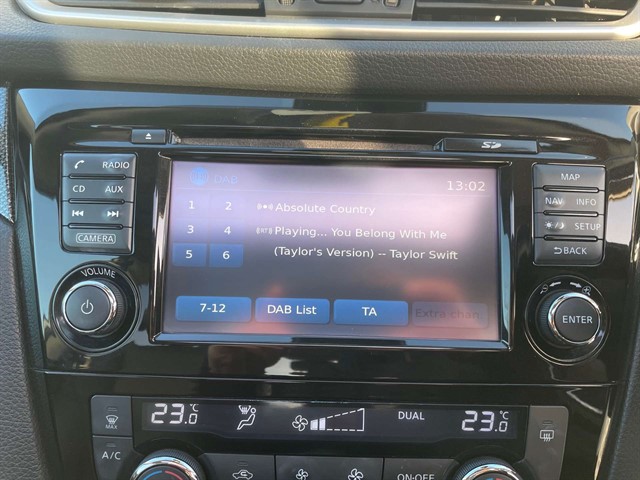 SD
RADIO
CD AUX
CAMERA
VOLUME
DAB
13:02
1 2
3 4
5 6
Absolute Country
Playing... You Belong With Me
(Taylor's Version) -- Taylor Swift
7-12
DAB List
TA
Extra chan
MAP
NAV INFO
SETUP
BACK
ENTER
MAX
A/C
23.0°C
DUAL
23.0°C
ON·OFF